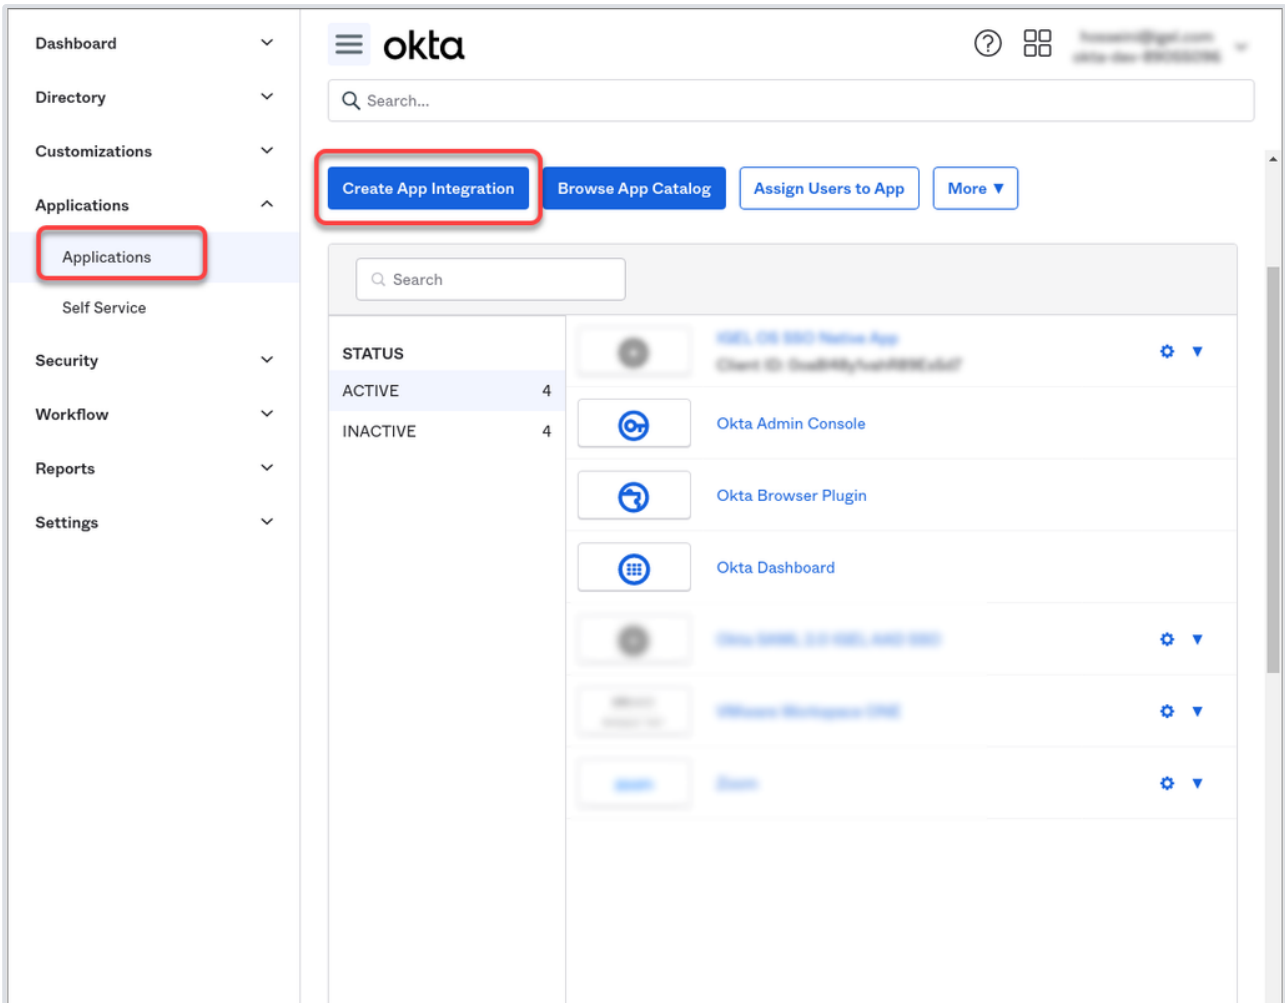 Dashboard
Directory
Customizations
Applications
Applications
Self Service
Security
Workflow
Reports
Settings
okta
Search...
Create App Integration
Browse App Catalog
Assign Users to App
More ▼
Search
STATUS
ACTIVE 4
INACTIVE 4
Okta Admin Console
Okta Browser Plugin
Okta Dashboard